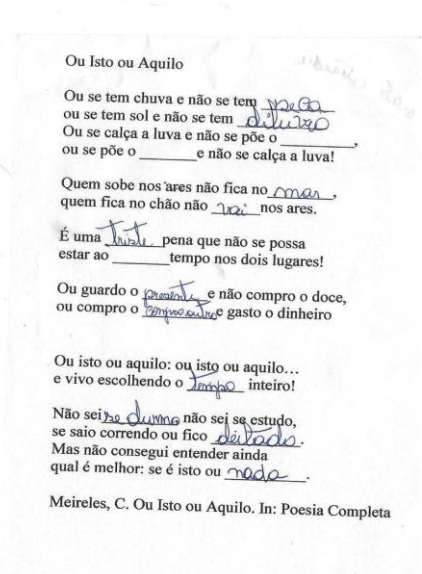 Ou Isto ou Aquilo
Ou se tem chuva e não se tem seca
ou se tem sol e não se tem diluvio
Ou se calça a luva e não se põe o ________,
ou se põe o ________e não se calça a luva!
Quem sobe nos ares não fica no mar,
quem fica no chão não vai nos ares.
É uma triste pena que não se possa
estar ao ________ tempo nos dois lugares!
Ou guardo o presente e não compro o doce,
ou compro o e gasto o dinheiro
Ou isto ou aquilo: ou isto ou aquilo...
e vivo escolhendo o tempo inteiro!
Não sei se durmo não sei se estudo,
se saio correndo ou fico deitado.
Mas não consegui entender ainda
qual é melhor: se é isto ou nada.
Meireles, C. Ou Isto ou Aquilo. In: Poesia Completa